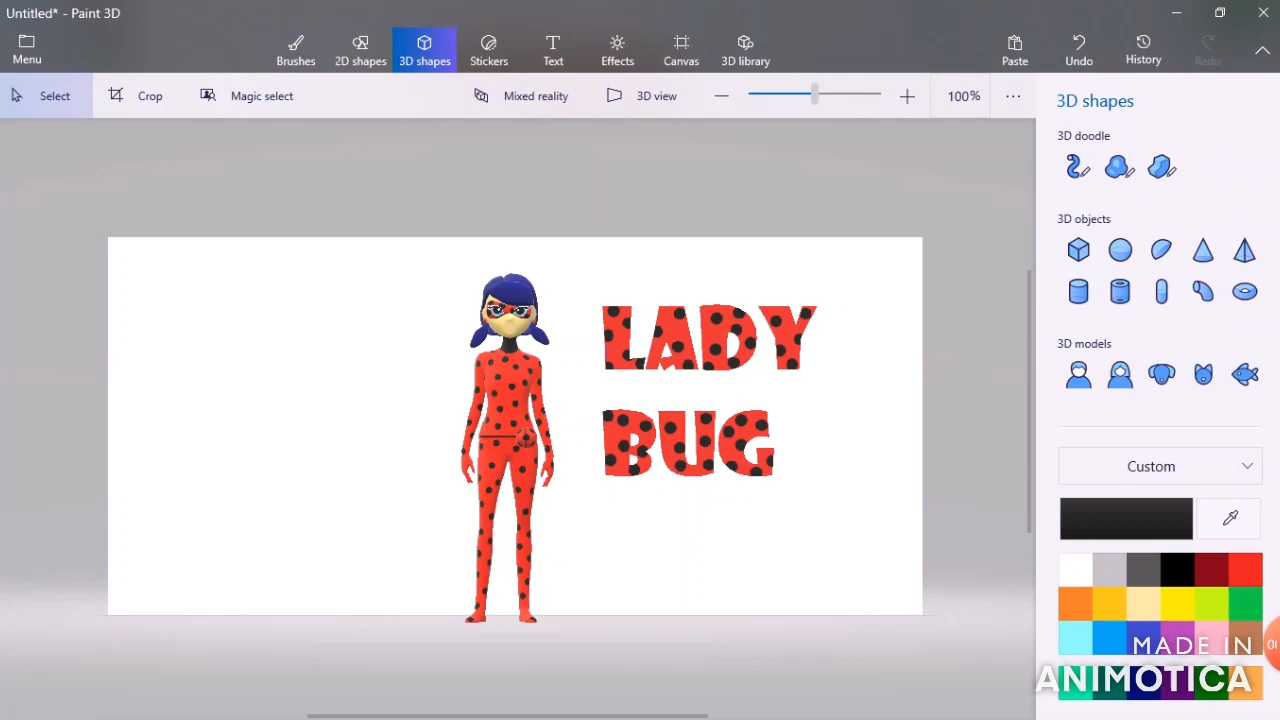 Untitled* - Paint 3D
Menu
Brushes
2D shapes
3D shapes
Stickers
Text
Effects
Canvas
3D library
Paste
Undo
History
Redo
Select
Crop
Magic select
Mixed reality
3D view
100%
3D shapes
3D doodle
3D objects
3D models
Custom
LADY
BUG
MADE IN
ANIMOTICA